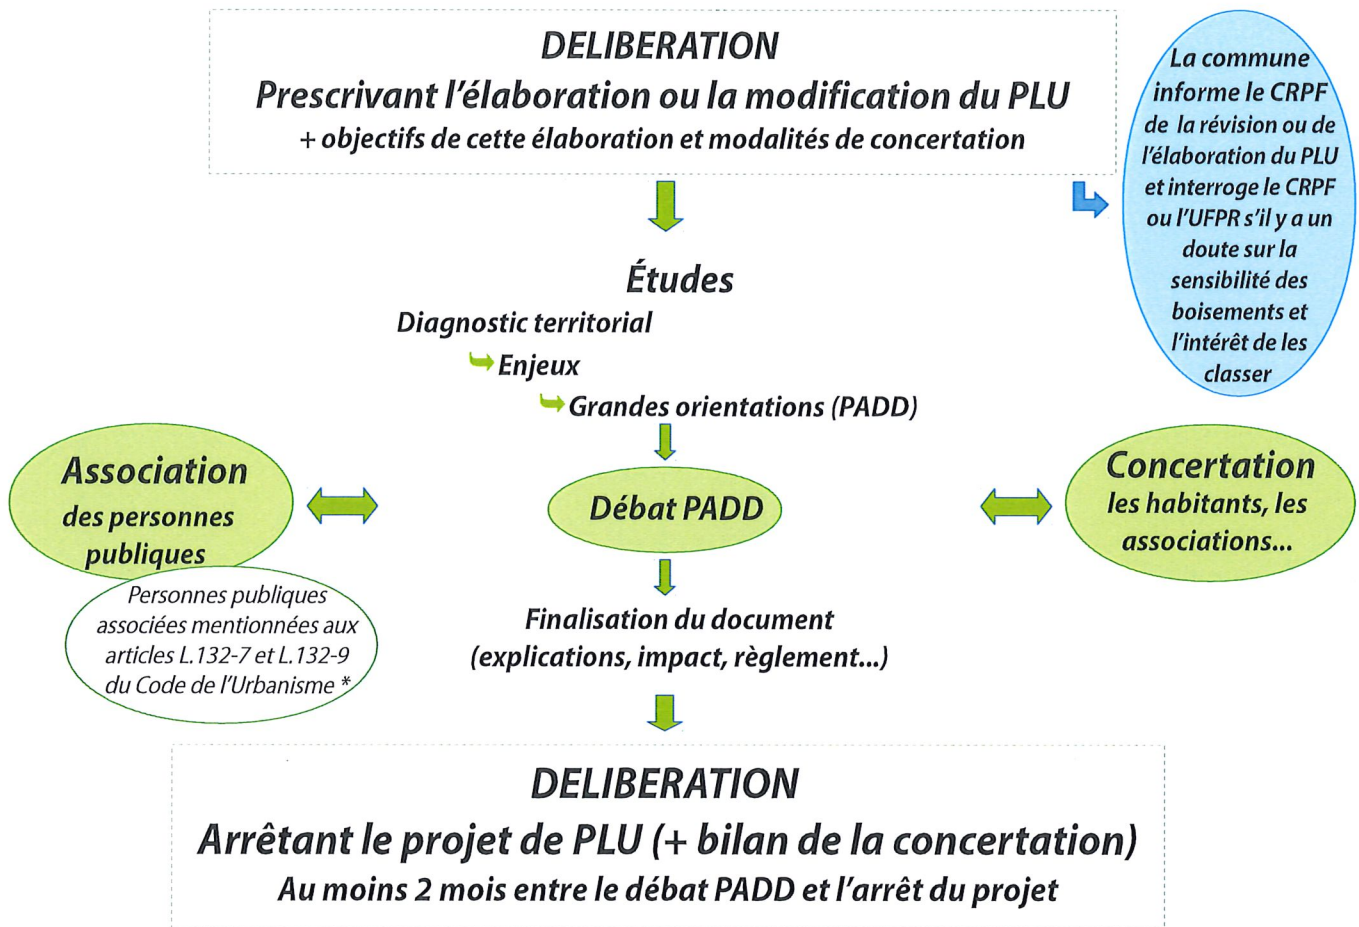 DELIBERATION
Prescrivant l'élaboration ou la modification du PLU
+ objectifs de cette élaboration et modalités de concertation
La commune
informe le CRPF
de la révision ou de
l'élaboration du PLU
et interroge le CRPF
ou l'UFPR s'il y a un
doute sur la
sensibilité des
boisements et
l'intérêt de les
classer
Études
Diagnostic territorial
Enjeux
Grandes orientations (PADD)
Association
des personnes
publiques
Personnes publiques
associées mentionnées aux
articles L.132-7 et L.132-9
du Code de l'Urbanisme *
Débat PADD
Concertation
les habitants, les
associations...
Finalisation du document
(explications, impact, règlement...)
DELIBERATION
Arrêtant le projet de PLU (+ bilan de la concertation)
Au moins 2 mois entre le débat PADD et l'arrêt du projet